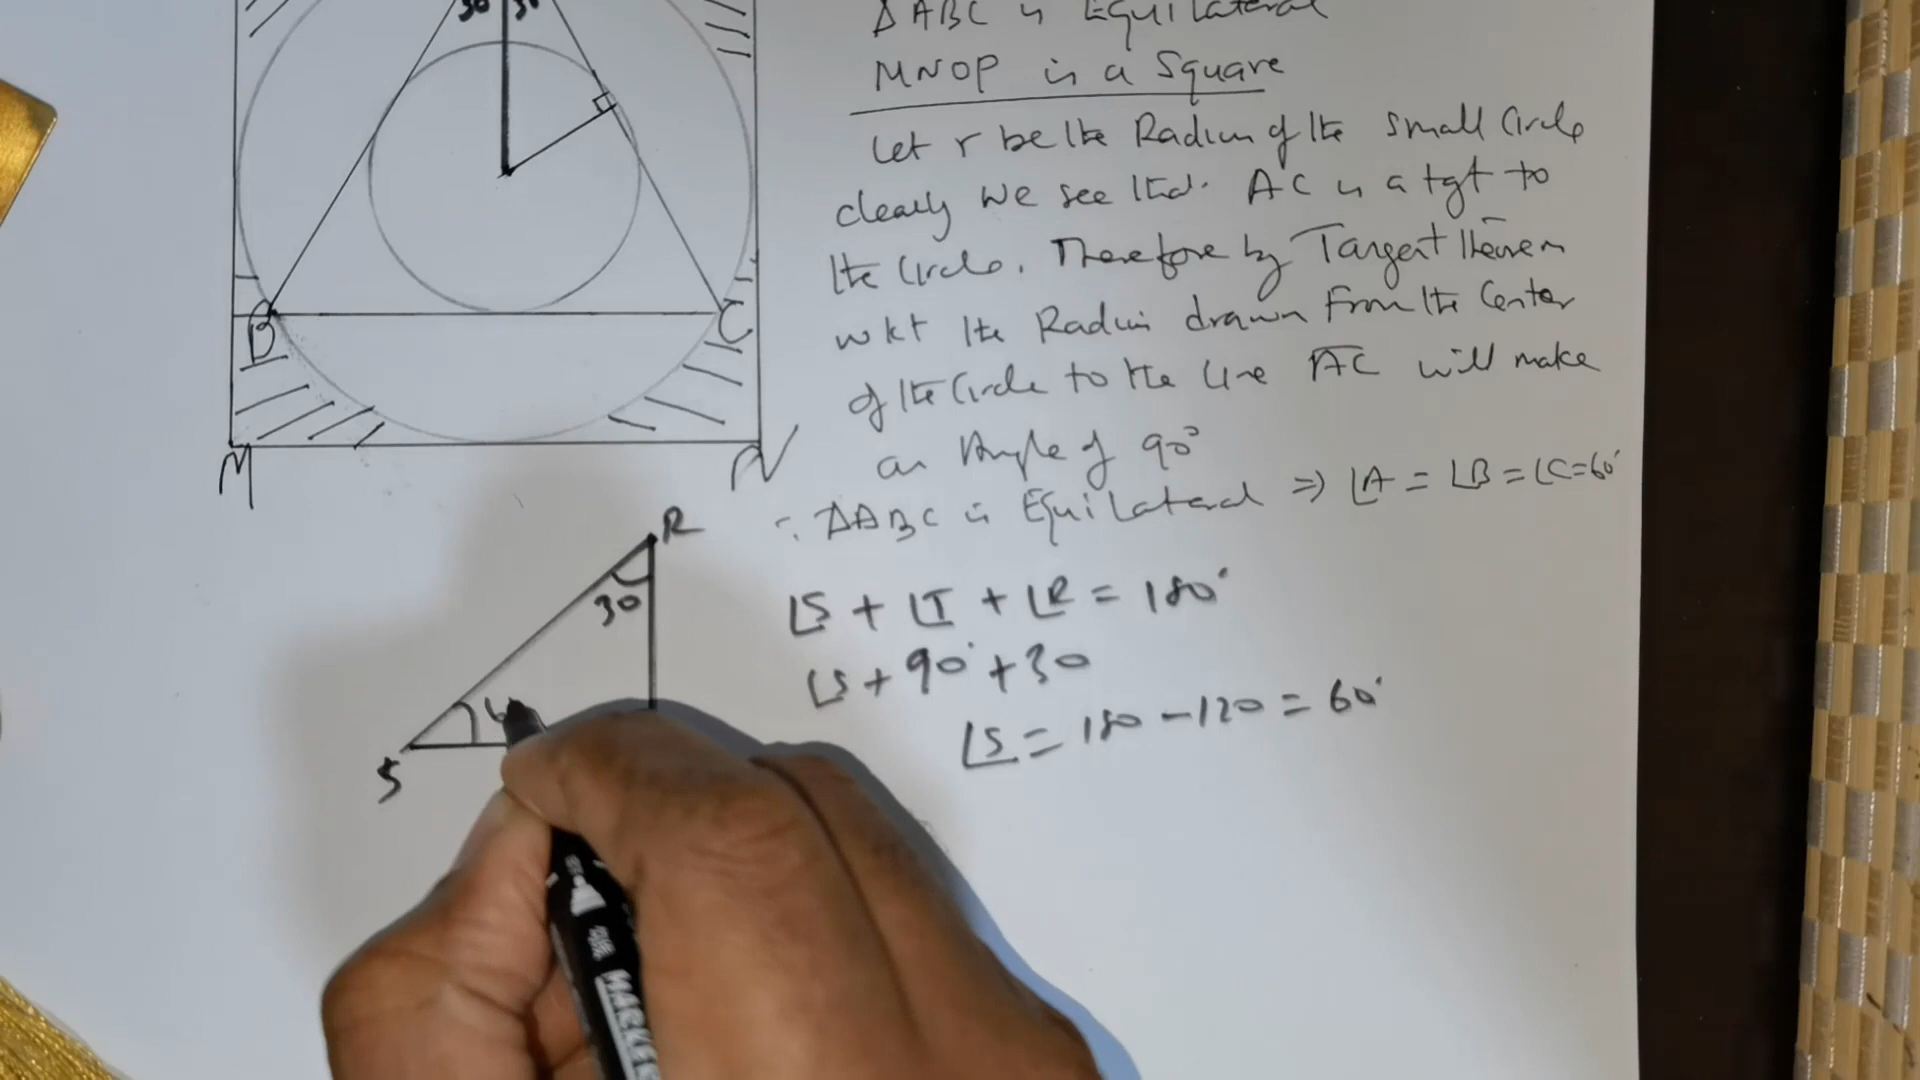 30 30
B
C
M
N
Δ ABC is Equilateral
MNOP is a Square
Let r be the Radius of the small Circle
clearly we see that AC is a tgt to
the Circle. Therefore by Tangent theorem
wkt the Radius drawn From the Center
of the Circle to the Line AC will make
an Angle of 90°
∴ ΔABC is Equilateral ⇒ ∠A = ∠B = ∠C = 60°
R
30
S
∠S + ∠T + ∠R = 180°
∠S + 90° + 30
∠S = 180 - 120 = 60°
MARKER